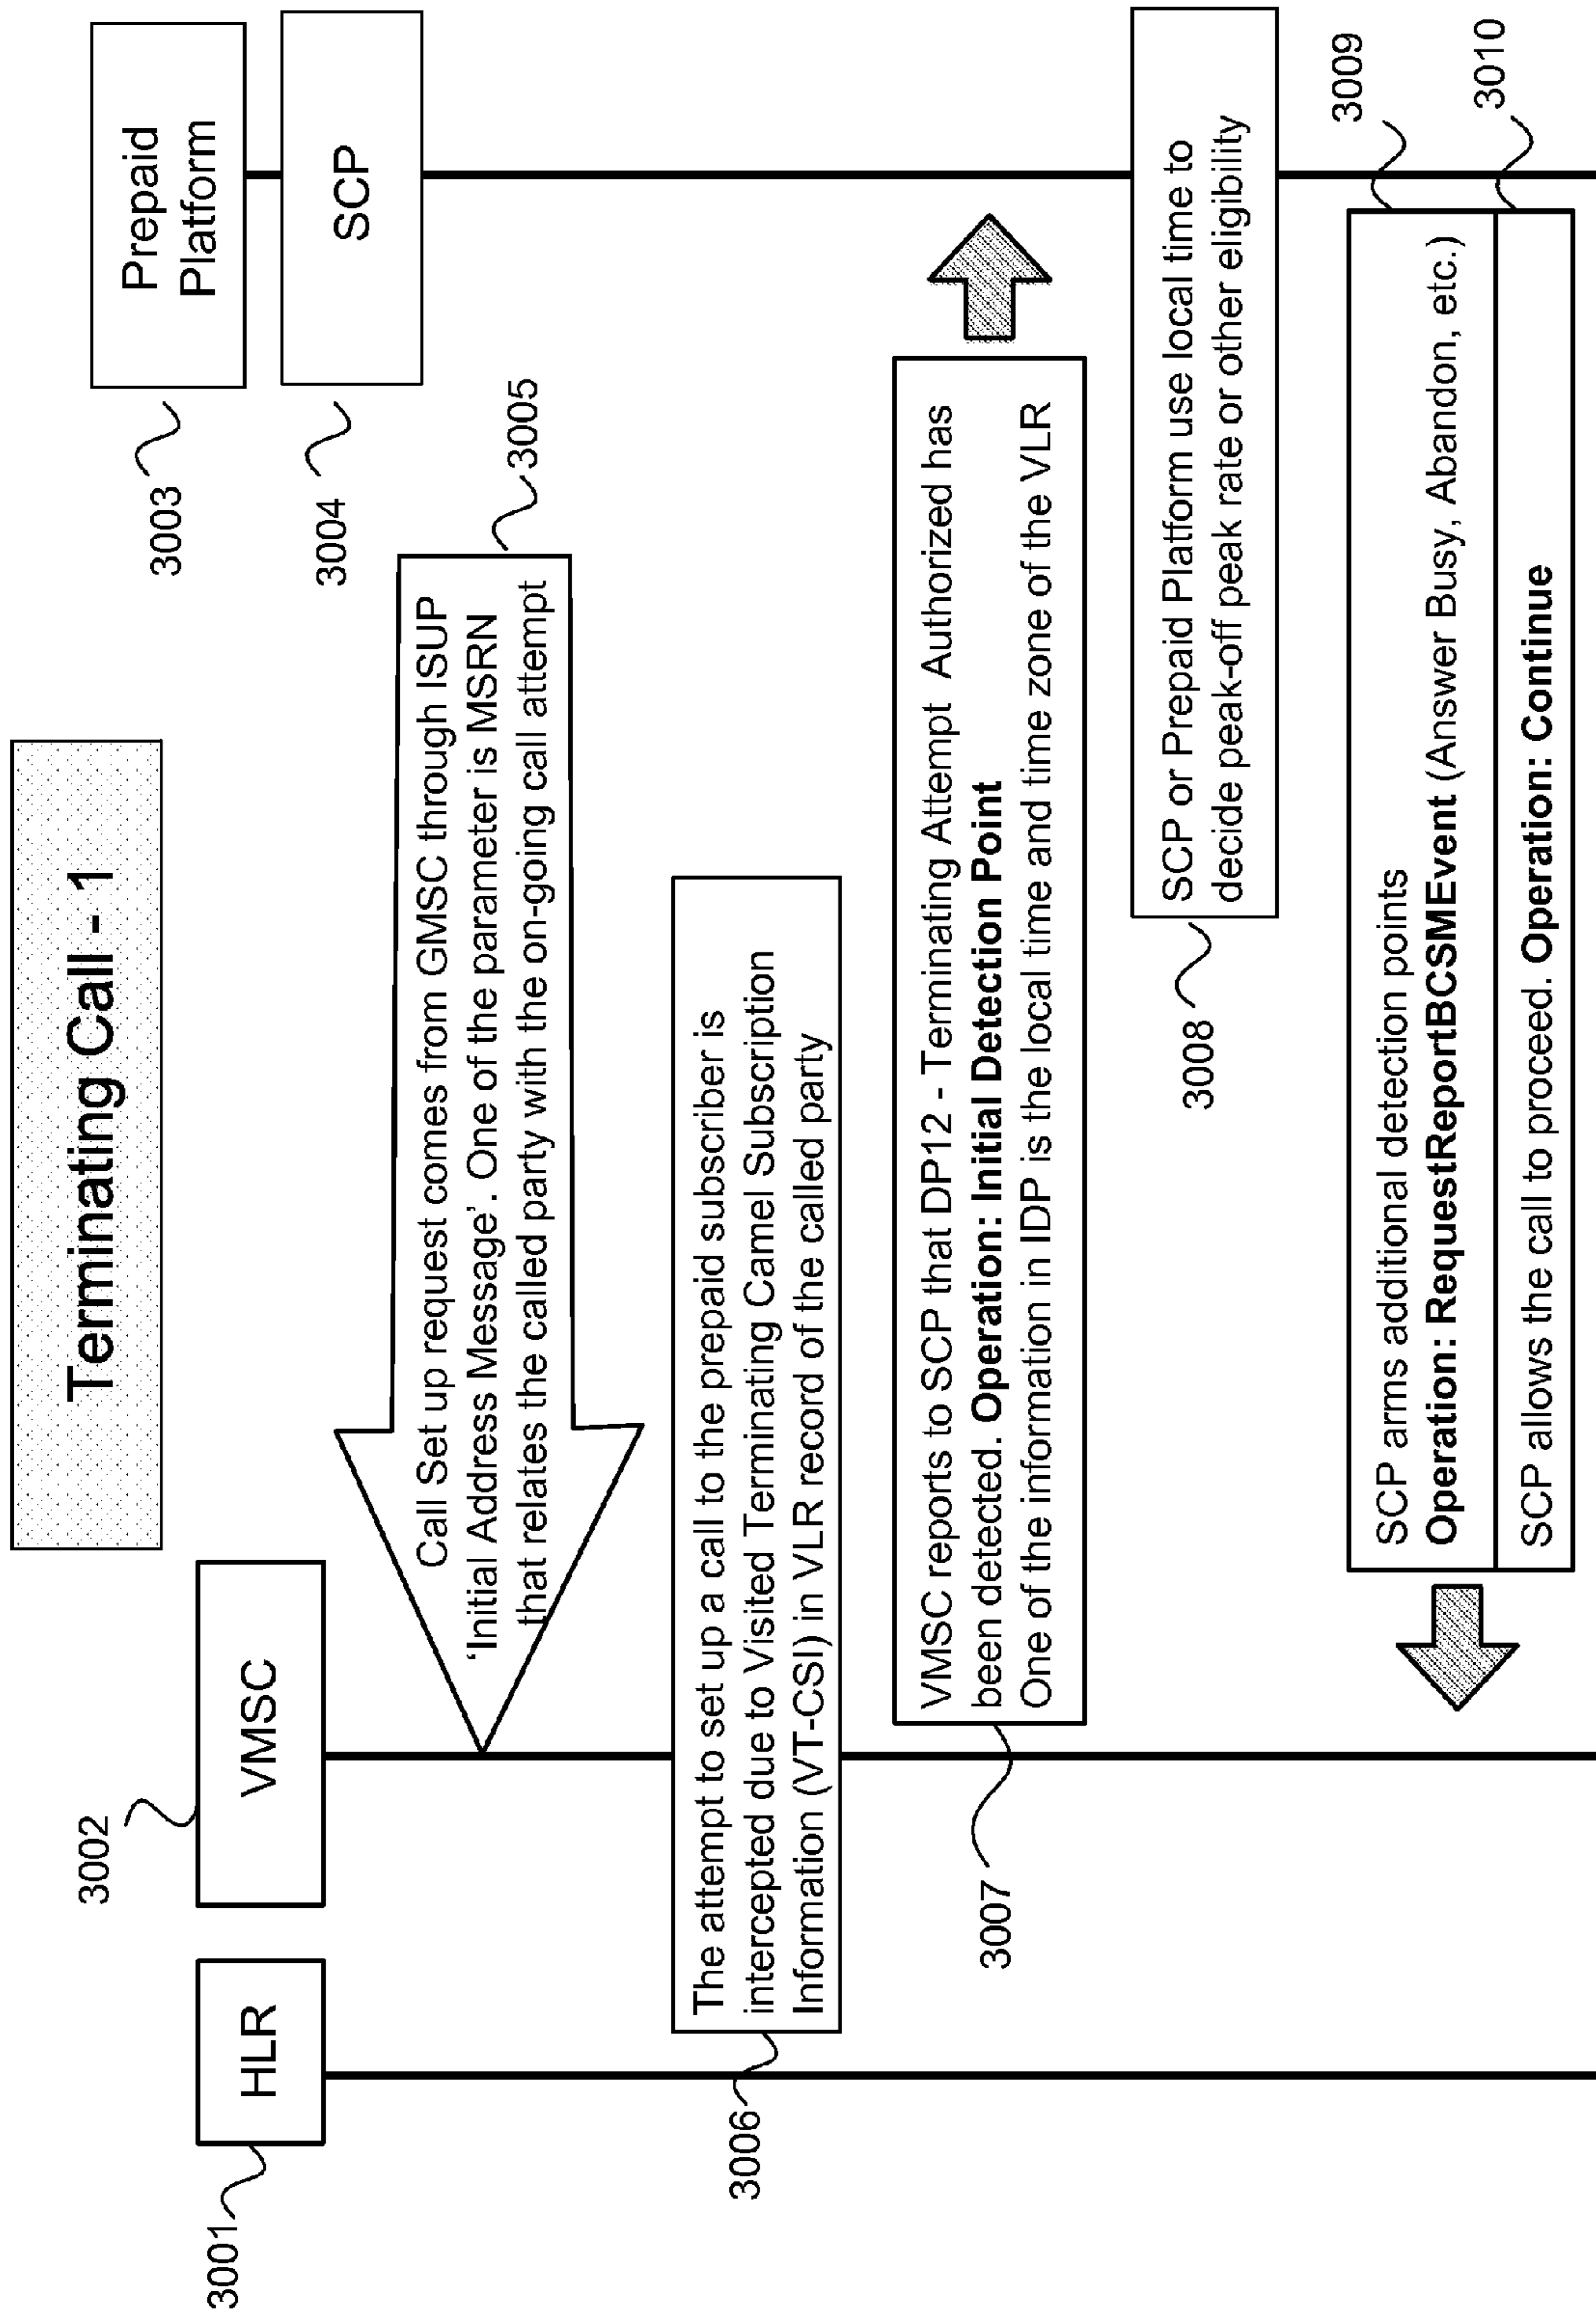 Terminating Call - 1
3001
HLR
3002
VMSC
3003
Prepaid
Platform
3004
SCP
3005
Call Set up request comes from GMSC through ISUP
‘Initial Address Message’. One of the parameter is MSRN
that relates the called party with the on-going call attempt
3006
The attempt to set up a call to the prepaid subscriber is
intercepted due to Visited Terminating Camel Subscription
Information (VT-CSI) in VLR record of the called party
3007
VMSC reports to SCP that DP12 - Terminating Attempt Authorized has
been detected. Operation: Initial Detection Point
One of the information in IDP is the local time and time zone of the VLR
3008
SCP or Prepaid Platform use local time to
decide peak-off peak rate or other eligibility
3009
SCP arms additional detection points
Operation: RequestReportBCSMEvent (Answer Busy, Abandon, etc.)
3010
SCP allows the call to proceed. Operation: Continue